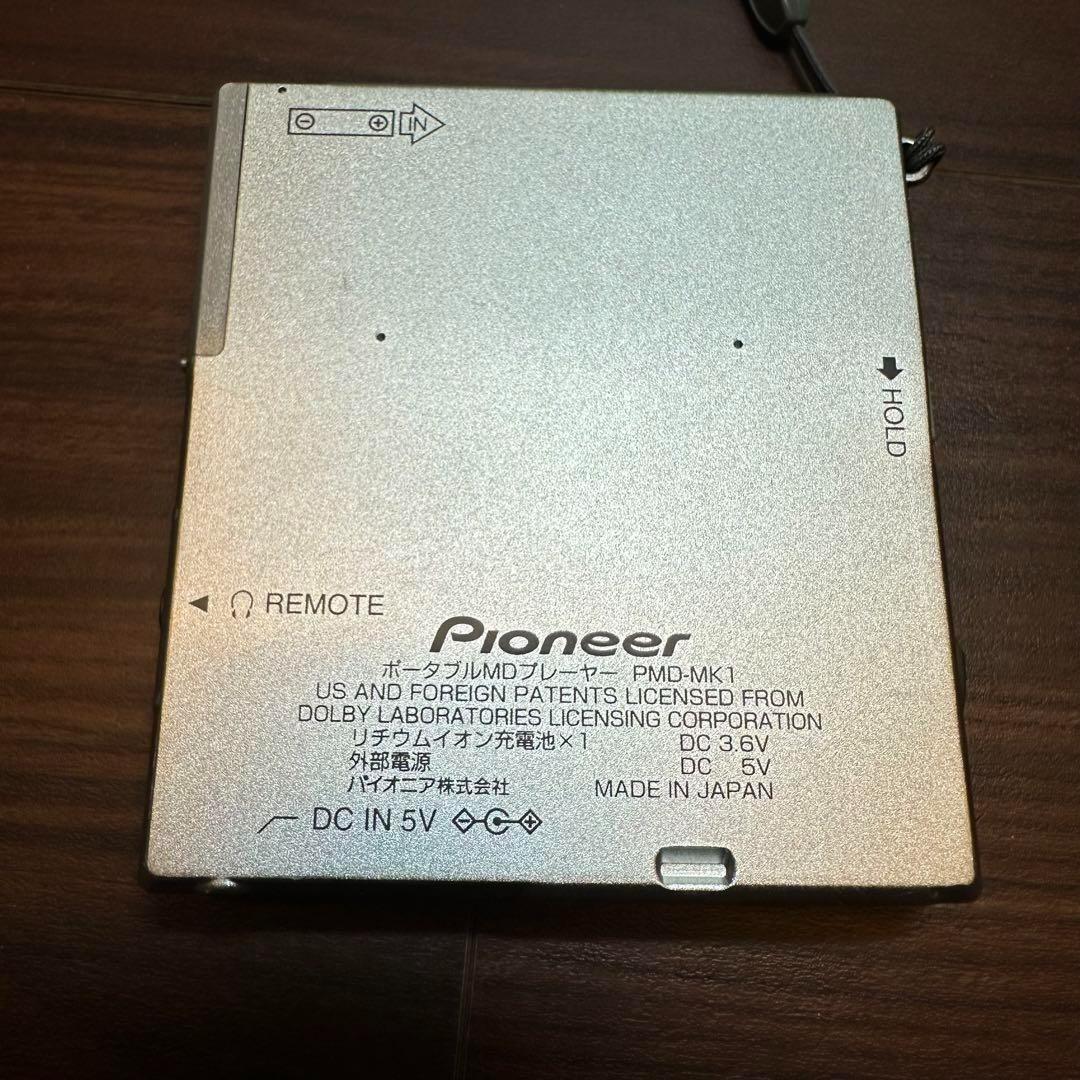 IN
HOLD
REMOTE
Pioneer
ポータブルMDプレーヤー PMD-MK1
US AND FOREIGN PATENTS LICENSED FROM
DOLBY LABORATORIES LICENSING CORPORATION
リチウムイオン充電池×1 DC 3.6V
外部電源 DC 5V
パイオニア株式会社 MADE IN JAPAN
DC IN 5V